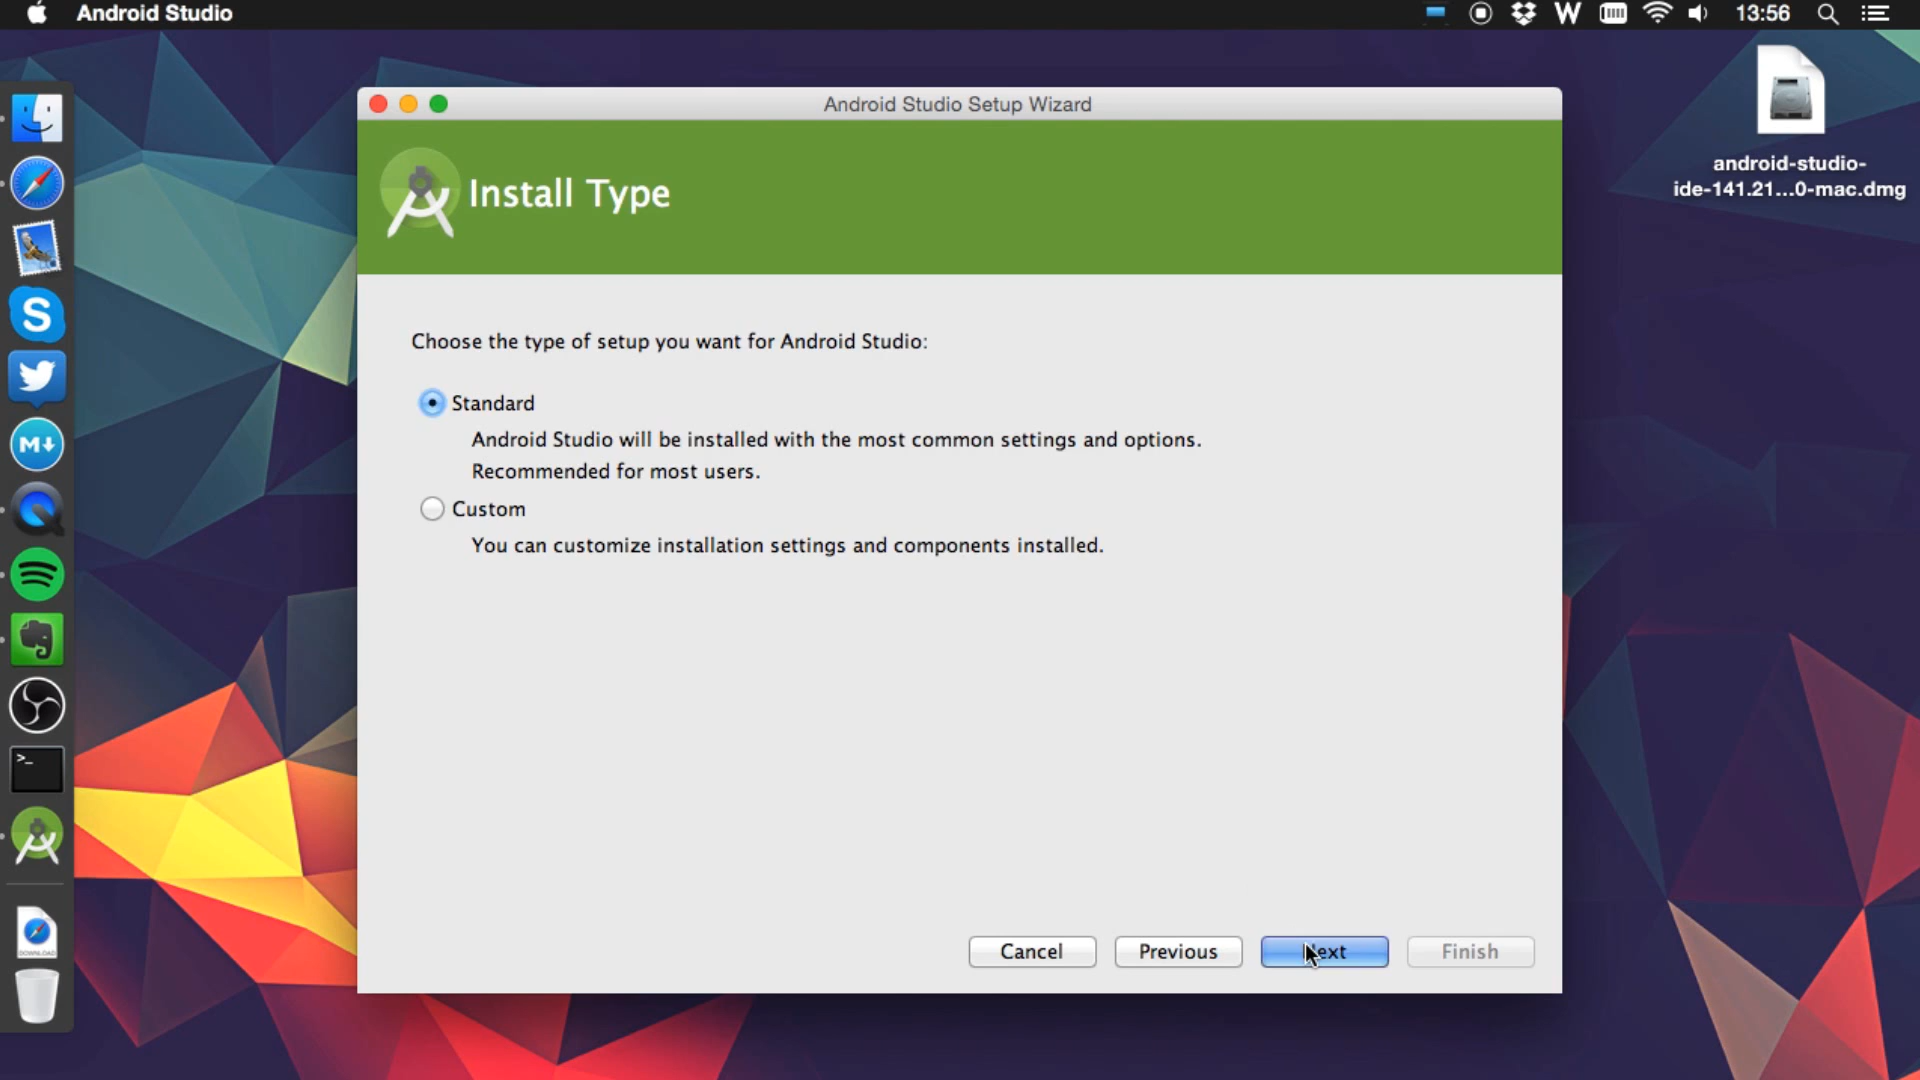 Android Studio
W
13:56
android-studio-
ide-141.21...0-mac.dmg
Android Studio Setup Wizard
Install Type
Choose the type of setup you want for Android Studio:
Standard
Android Studio will be installed with the most common settings and options.
Recommended for most users.
Custom
You can customize installation settings and components installed.
S
M
>_
DOWNLOAD
Cancel
Previous
Next
Finish